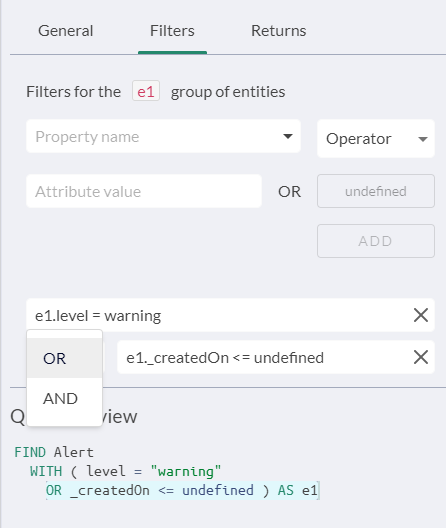 General Filters Returns
Filters for the e1 group of entities
Property name Operator
Attribute value OR undefined
ADD
e1.level = warning
OR e1._createdOn <= undefined
AND
Q view
FIND Alert
WITH ( level = "warning"
OR _createdOn <= undefined ) AS e1